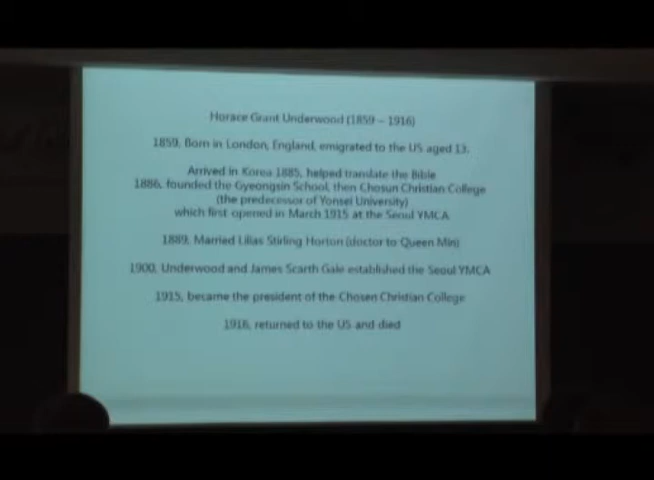 Horace Grant Underwood (1859 – 1916)
1859, Born in London, England, emigrated to the US aged 13.
Arrived in Korea 1885, helped translate the Bible
1886, founded the Gyeongsin School, then Chosun Christian College
(the predecessor of Yonsei University)
which first opened in March 1915 at the Seoul YMCA
1889, Married Lilias Stirling Horton (doctor to Queen Min)
1900, Underwood and James Scarth Gale established the Seoul YMCA
1915, became the president of the Chosen Christian College
1916, returned to the US and died